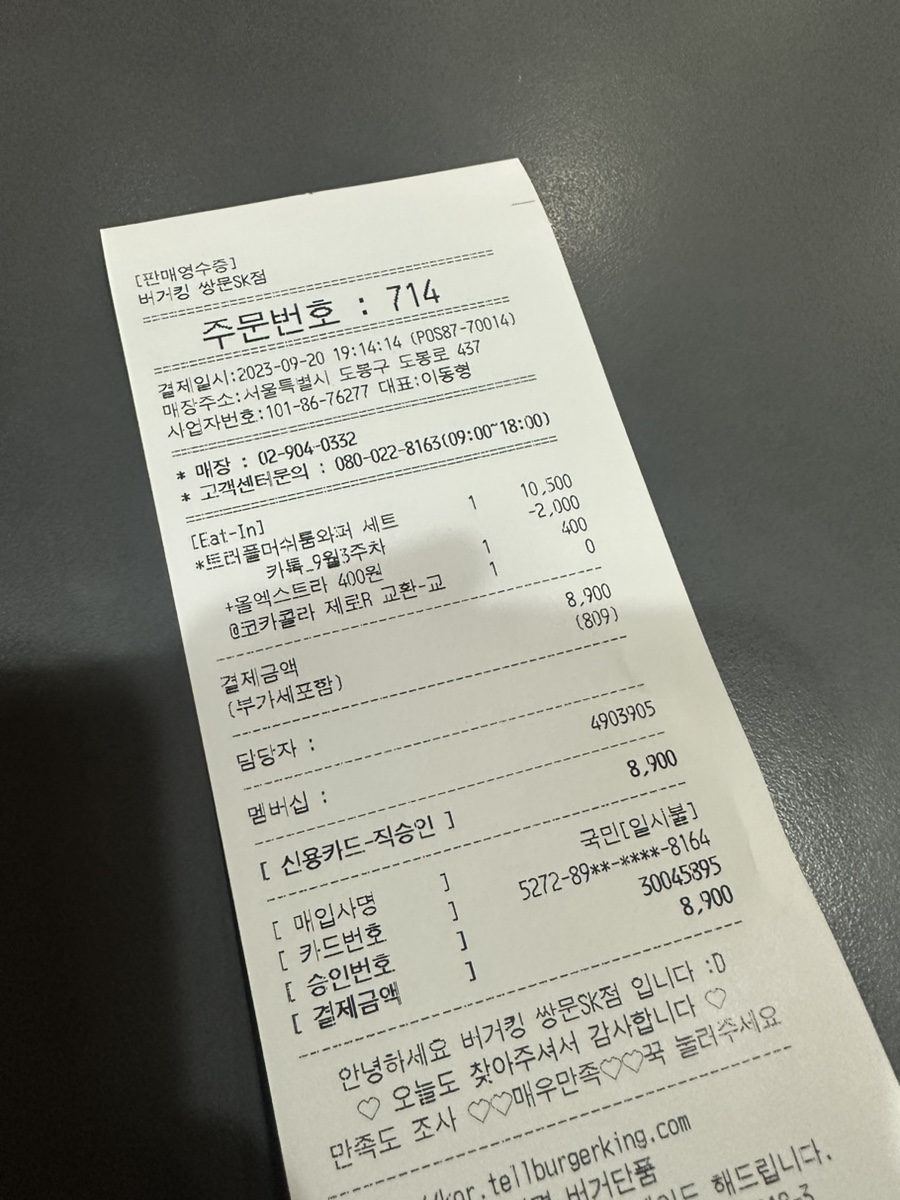 [판매영수증]
버거킹 쌍문SK점
주문번호 : 714
결제일시:2023-09-20 19:14:14 (POS87-70014)
매장주소:서울특별시 도봉구 도봉로 437
사업자번호:101-86-76277 대표:이동형
* 매장 : 02-904-0332
* 고객센터문의 : 080-022-8163(09:00~18:00)
[Eat-In]
*트러플머쉬룸와퍼 세트 1 10,500
카톡_9월3주차 -2,000
+올엑스트라 400원 1 400
@코카콜라 제로R 교환-교 1 0
결제금액 8,900
(부가세포함) (809)
담당자 : 4903905
멤버십 :
[ 신용카드-직승인 ] 8,900
[ 매입사명 ] 국민[일시불]
[ 카드번호 ] 5272-89**-****-8164
[ 승인번호 ] 30045895
[ 결제금액 ] 8,900
안녕하세요 버거킹 쌍문SK점 입니다 :D
♡ 오늘도 찾아주셔서 감사합니다 ♡
만족도 조사 ♡♡매우만족♡♡꾹 눌러주세요
kor.tellburgerking.com
버거단품
해드립니다.